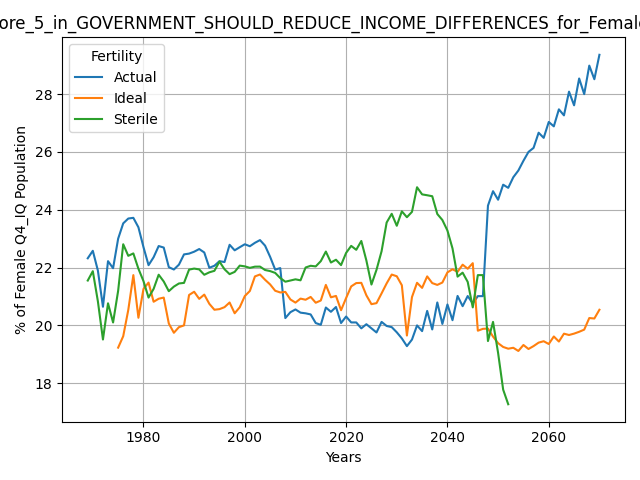 ore_5_in_GOVERNMENT_SHOULD_REDUCE_INCOME_DIFFERENCES_for_Female
Fertility
Actual
Ideal
Sterile
% of Female Q4_IQ Population
28
26
24
22
20
18
1980
2000
2020
2040
2060
Years